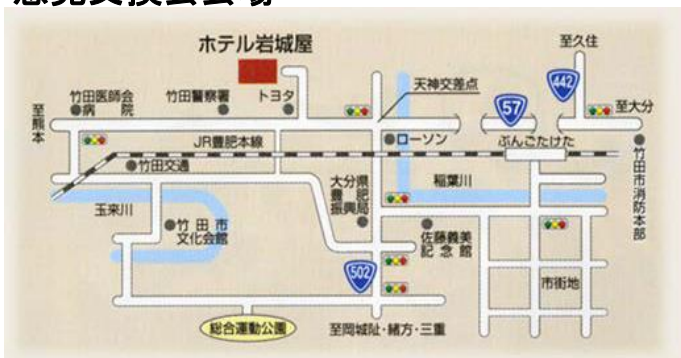 ホテル岩城屋
至久住
442
天神交差点
57
竹田医師会
病　院
竹田警察署
トヨタ
至大分
至熊本
JR豊肥本線
ローソン
ぶんごたけた
竹田交通
大分県
豊　肥
振興局
稲葉川
竹田市消防本部
玉来川
竹　田　市
文化会館
佐藤義美
記　念　館
502
市街地
総合運動公園
至岡城址・緒方・三重